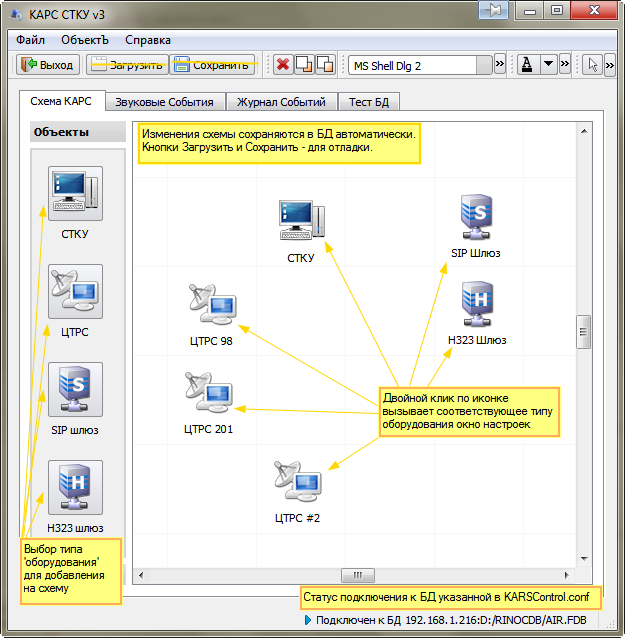 КАРС СТКУ v3
Файл ОбъектЪ Справка
Выход Загрузить Сохранить MS Shell Dlg 2 A
Схема КАРС Звуковые События Журнал Событий Тест БД
Объекты
СТКУ
ЦТРС
SIP шлюз
H323 шлюз
Изменения схемы сохраняются в БД автоматически.
Кнопки Загрузить и Сохранить - для отладки.
СТКУ
SIP Шлюз
ЦТРС 98
H323 Шлюз
ЦТРС 201
Двойной клик по иконке
вызывает соответствующее типу
оборудования окно настроек
ЦТРС #2
Выбор типа
'оборудования'
для добавления
на схему
Статус подключения к БД указанной в KARSControl.conf
Подключен к БД 192.168.1.216:D:/RINOCDB/AIR.FDB